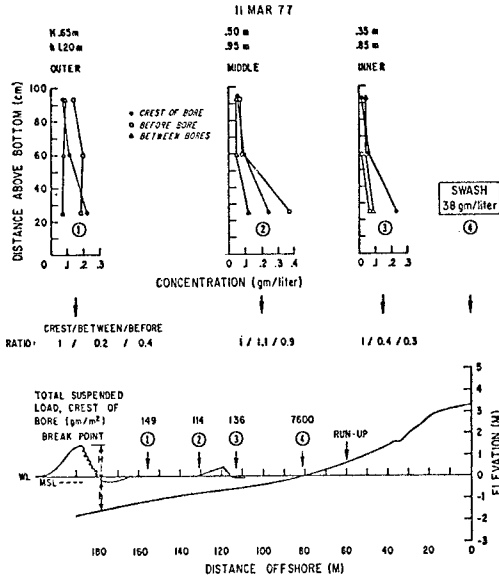 11 MAR 77
H .65m .50 m .35 m
h 1.20m .95 m .85 m
OUTER MIDDLE INNER
DISTANCE ABOVE BOTTOM (cm)
100
80
60
40
20
0
CREST OF BORE
BEFORE BORE
BETWEEN BORES
SWASH
38 gm/liter
① ② ③ ④
0 .1 .2 .3 .4
0 .1 .2 .3 .4
0 .1 .2 .3 .4
CONCENTRATION (gm/liter)
CREST/BETWEEN/BEFORE
RATIO: 1 / 0.2 / 0.4 1 / 1.1 / 0.9 1 / 0.4 / 0.3
TOTAL SUSPENDED
LOAD, CREST OF
BORE (gm/m²) 149 114 136 7600
BREAK POINT ① ② ③ ④ RUN-UP
H
WL
MSL
h
5
4
3
2
1
0
-1
-2
-3
ELEVATION (M)
180 160 140 120 100 80 60 40 20 0
DISTANCE OFFSHORE (M)